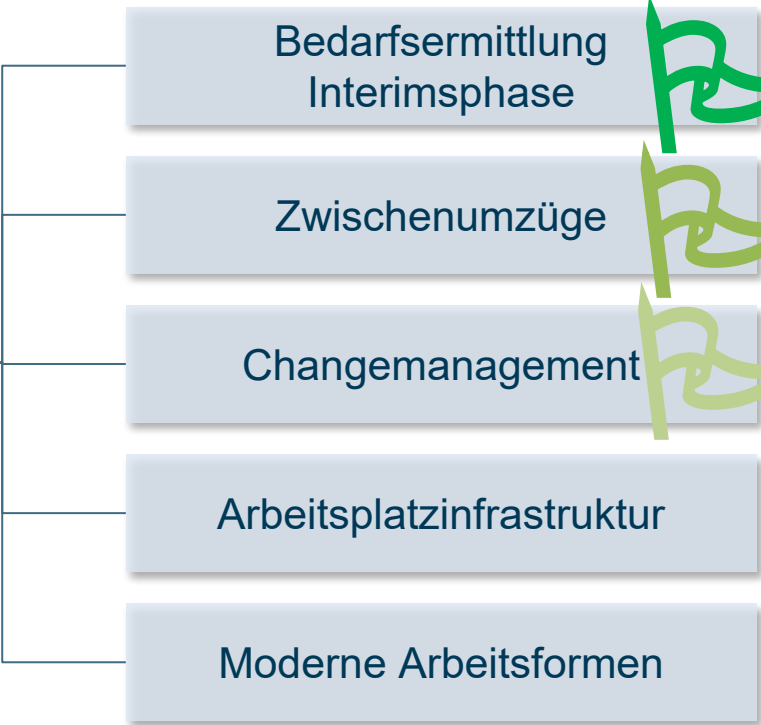 Bedarfsermittlung
Interimsphase
Zwischenumzüge
Changemanagement
Arbeitsplatzinfrastruktur
Moderne Arbeitsformen